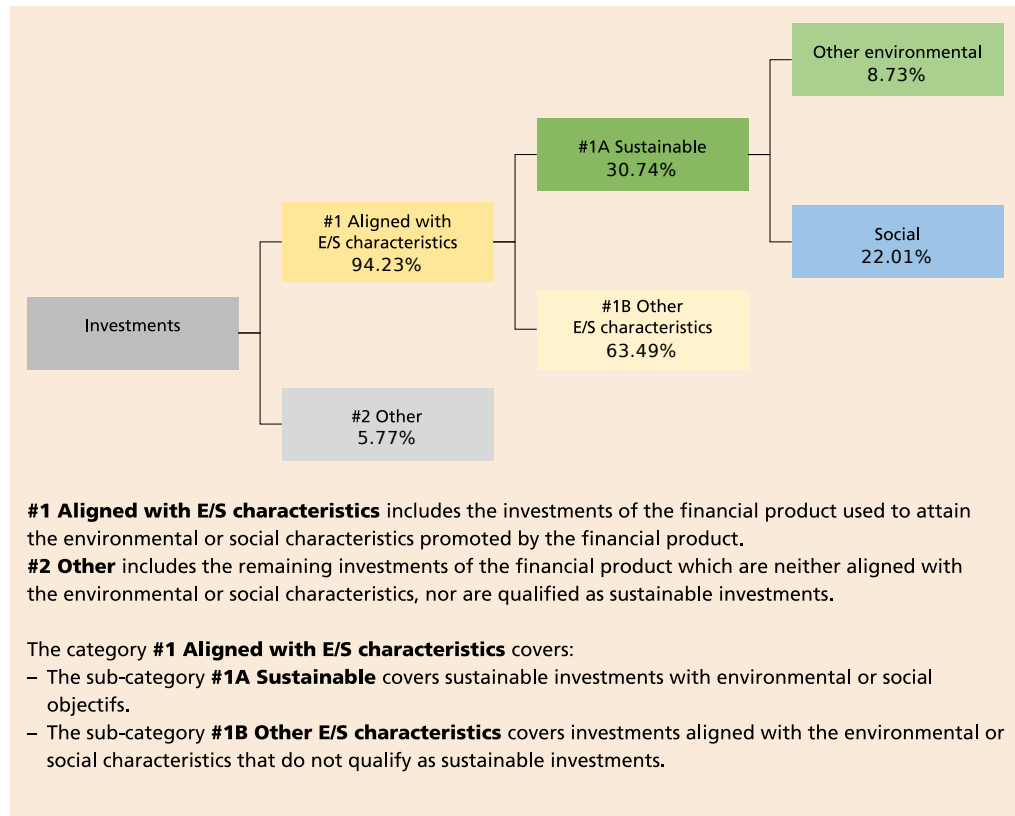 Other environmental
8.73%
#1A Sustainable
30.74%
#1 Aligned with
E/S characteristics
94.23%
Social
22.01%
#1B Other
E/S characteristics
63.49%
Investments
#2 Other
5.77%
#1 Aligned with E/S characteristics includes the investments of the financial product used to attain
the environmental or social characteristics promoted by the financial product.
#2 Other includes the remaining investments of the financial product which are neither aligned with
the environmental or social characteristics, nor are qualified as sustainable investments.
The category #1 Aligned with E/S characteristics covers:
– The sub-category #1A Sustainable covers sustainable investments with environmental or social
objectifs.
– The sub-category #1B Other E/S characteristics covers investments aligned with the environmental or
social characteristics that do not qualify as sustainable investments.